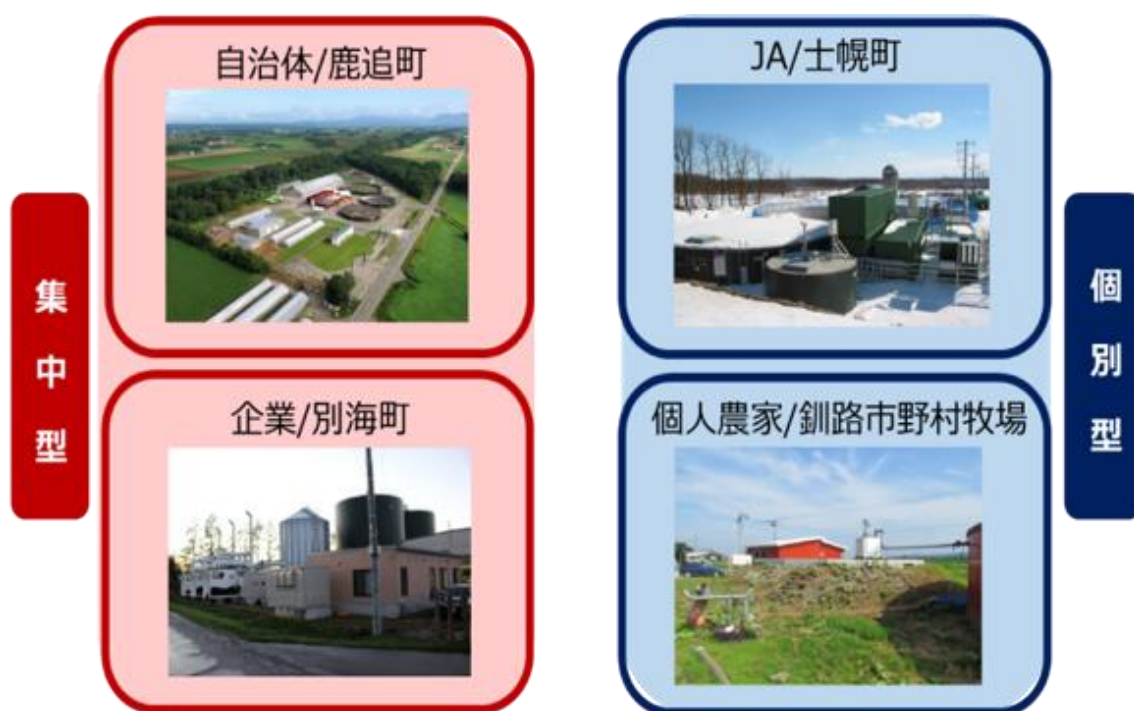 集中型
自治体/鹿追町
企業/別海町
JA/士幌町
個人農家/釧路市野村牧場
個別型